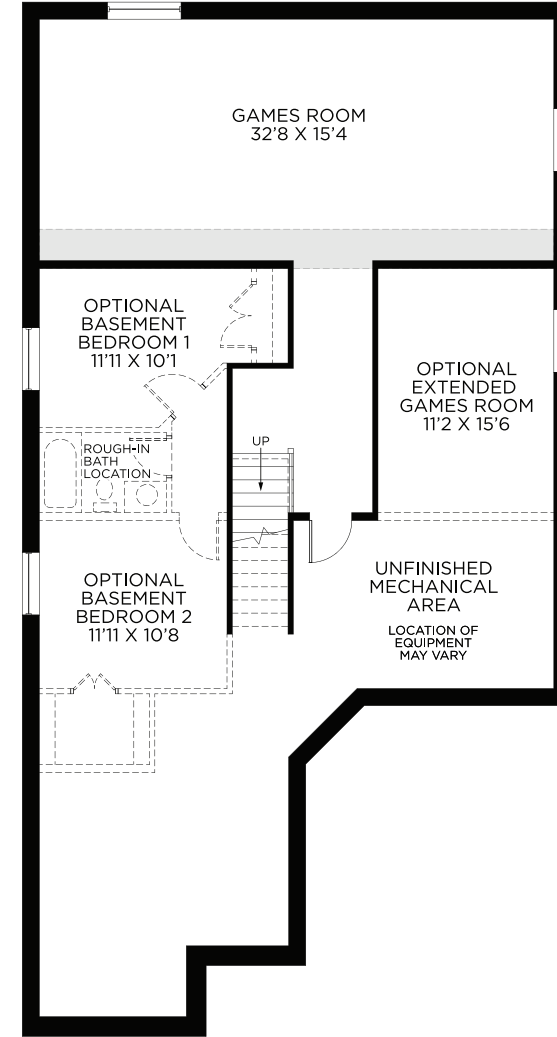 GAMES ROOM
32'8 X 15'4
OPTIONAL
BASEMENT
BEDROOM 1
11'11 X 10'1
OPTIONAL
EXTENDED
GAMES ROOM
11'2 X 15'6
ROUGH-IN
BATH
LOCATION
UP
OPTIONAL
BASEMENT
BEDROOM 2
11'11 X 10'8
UNFINISHED
MECHANICAL
AREA
LOCATION OF
EQUIPMENT
MAY VARY